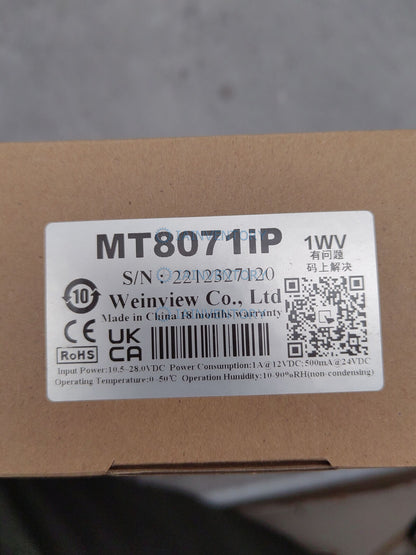 MT8071iP
1WV
有问题
码上解决
S/N : 2212327120
Weinview Co., Ltd
Made in China 18 months warranty
10
CE
UK
CA
RoHS
Input Power:10.5~28.0VDC Power Consumption:1A@12VDC; 500mA@24VDC
Operating Temperature:0~50℃ Operation Humidity:10-90%RH(non-condensing)